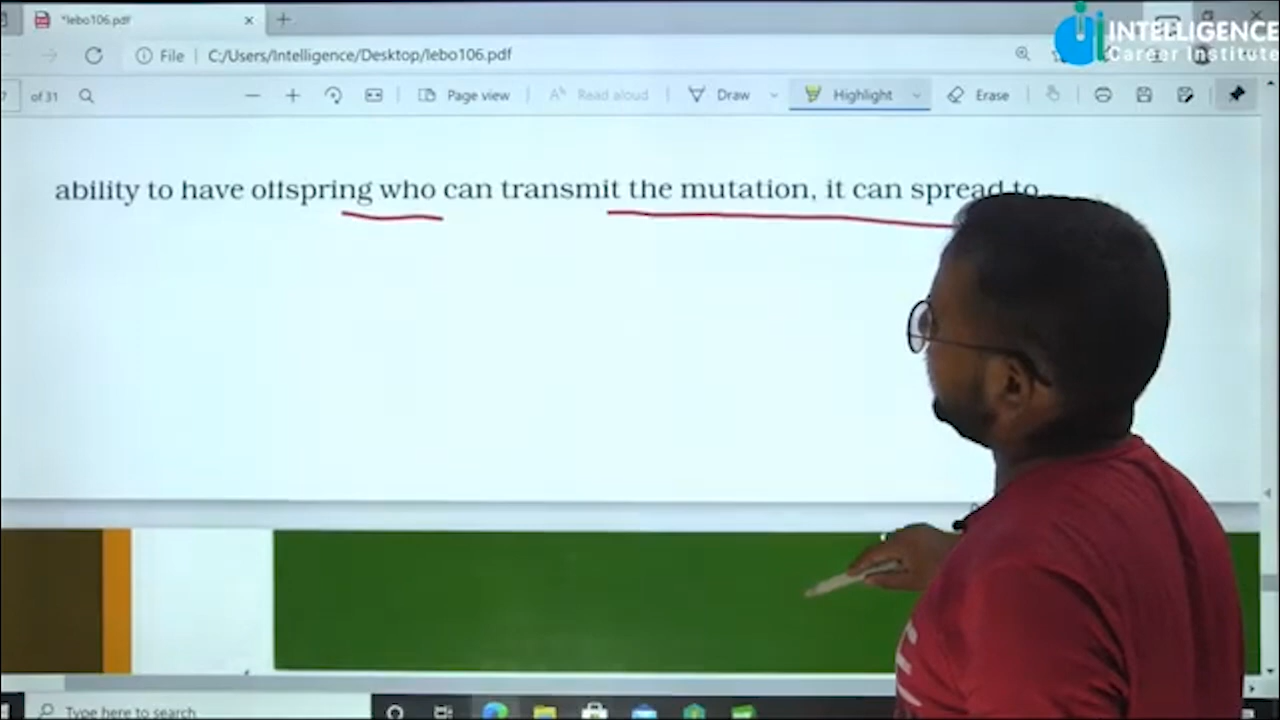 *lebo106.pdf
INTELLIGENCE
Career Institute
File C:/Users/Intelligence/Desktop/lebo106.pdf
7 of 31 Page view Read aloud Draw Highlight Erase
ability to have offspring who can transmit the mutation, it can spread to
Type here to search